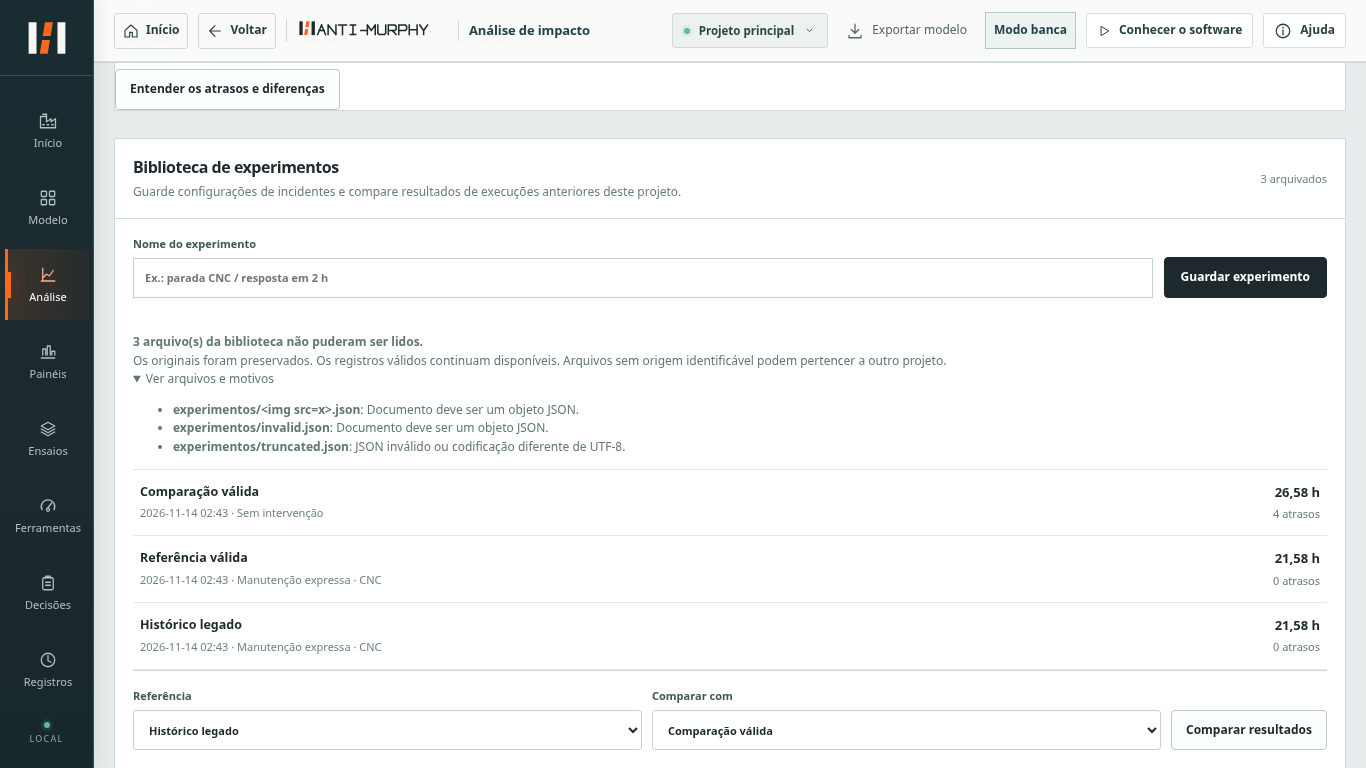 Início
Voltar
ANTI-MURPHY
Análise de impacto
Projeto principal
Exportar modelo
Modo banca
Conhecer o software
Ajuda
Início
Modelo
Análise
Painéis
Ensaios
Ferramentas
Decisões
Registros
LOCAL
Entender os atrasos e diferenças
Biblioteca de experimentos
Guarde configurações de incidentes e compare resultados de execuções anteriores deste projeto.
3 arquivados
Nome do experimento
Ex.: parada CNC / resposta em 2 h
Guardar experimento
3 arquivo(s) da biblioteca não puderam ser lidos.
Os originais foram preservados. Os registros válidos continuam disponíveis. Arquivos sem origem identificável podem pertencer a outro projeto.
Ver arquivos e motivos
experimentos/<img src=x>.json: Documento deve ser um objeto JSON.
experimentos/invalid.json: Documento deve ser um objeto JSON.
experimentos/truncated.json: JSON inválido ou codificação diferente de UTF-8.
Comparação válida
26,58 h
2026-11-14 02:43 · Sem intervenção
4 atrasos
Referência válida
21,58 h
2026-11-14 02:43 · Manutenção expressa · CNC
0 atrasos
Histórico legado
21,58 h
2026-11-14 02:43 · Manutenção expressa · CNC
0 atrasos
Referência
Comparar com
Histórico legado
Comparação válida
Comparar resultados